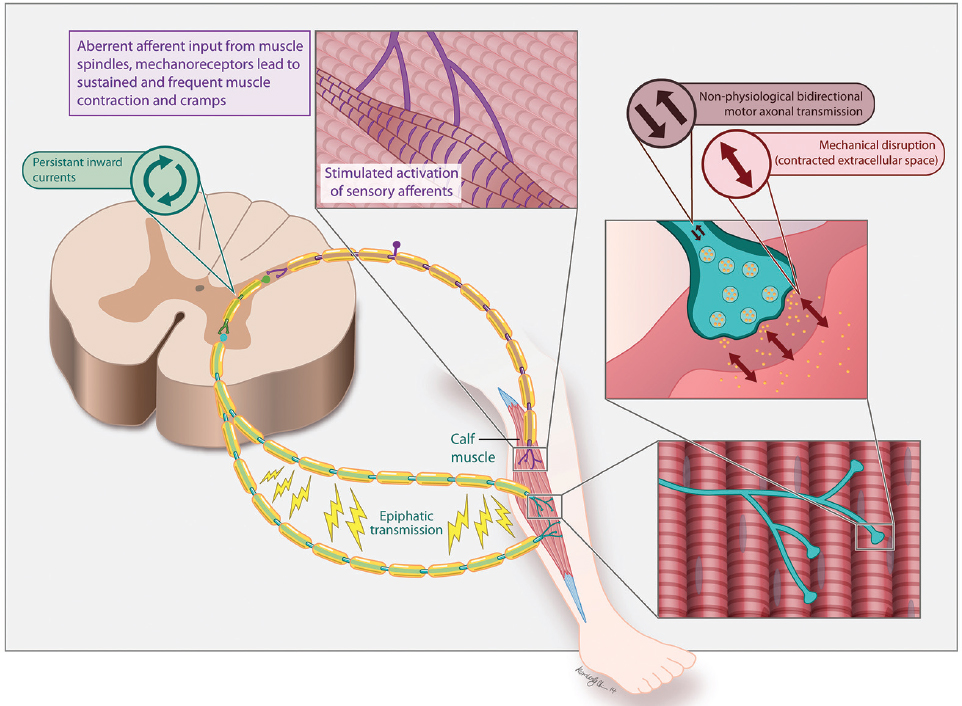 Aberrent afferent input from muscle
spindles, mechanoreceptors lead to
sustained and frequent muscle
contraction and cramps
Stimulated activation
of sensory afferents
Non-physiological bidirectional
motor axonal transmission
Mechanical disruption
(contracted extracellular space)
Persistant inward
currents
Calf
muscle
Epiphatic
transmission